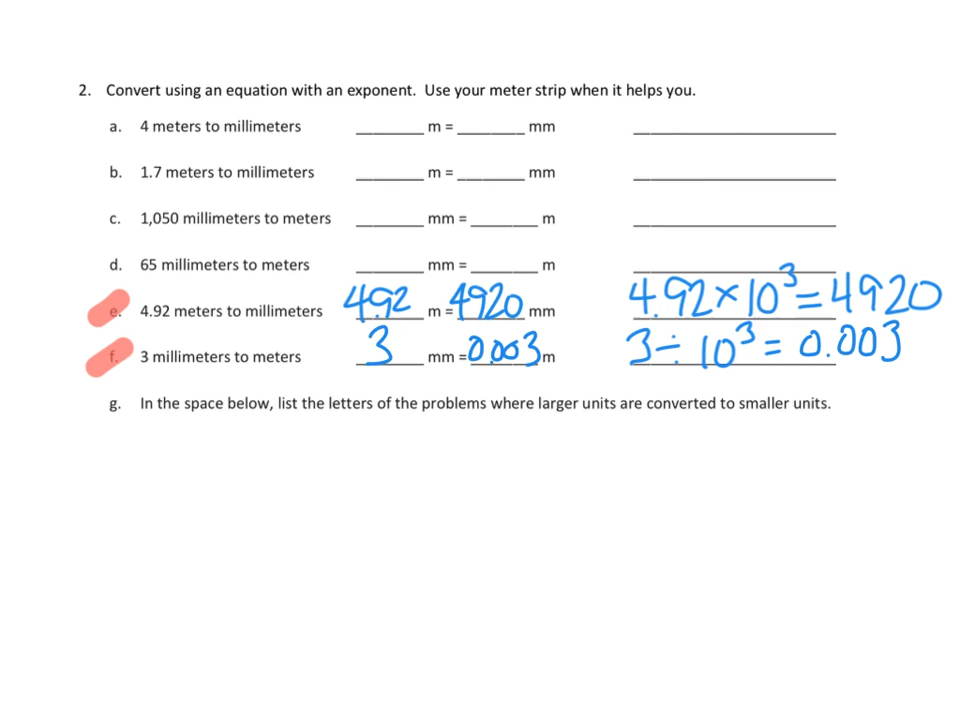 2. Convert using an equation with an exponent. Use your meter strip when it helps you.
a. 4 meters to millimeters ________ m = ________ mm ________________________
b. 1.7 meters to millimeters ________ m = ________ mm ________________________
c. 1,050 millimeters to meters ________ mm = ________ m ________________________
d. 65 millimeters to meters ________ mm = ________ m ________________________
e. 4.92 meters to millimeters 4.92 m = 4920 mm 4.92 × 10³ = 4920
f. 3 millimeters to meters 3 mm = 0.003 m 3 ÷ 10³ = 0.003
g. In the space below, list the letters of the problems where larger units are converted to smaller units.